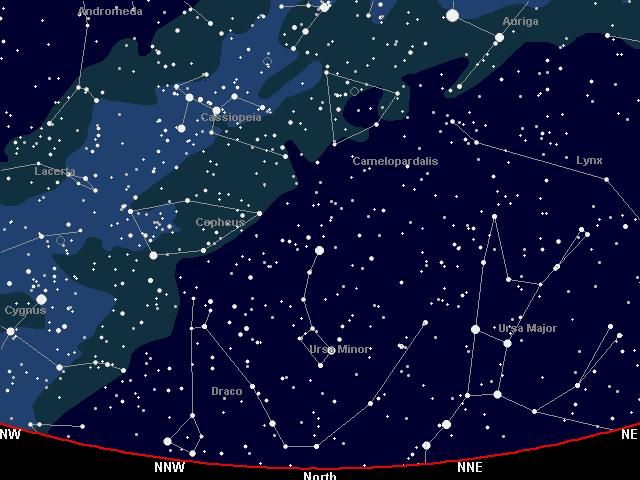 Andromeda
Auriga
Cassiopeia
Camelopardalis
Lynx
Lacerta
Cepheus
Cygnus
Ursa Major
Ursa Minor
Draco
NW
NE
NNW
NNE
North